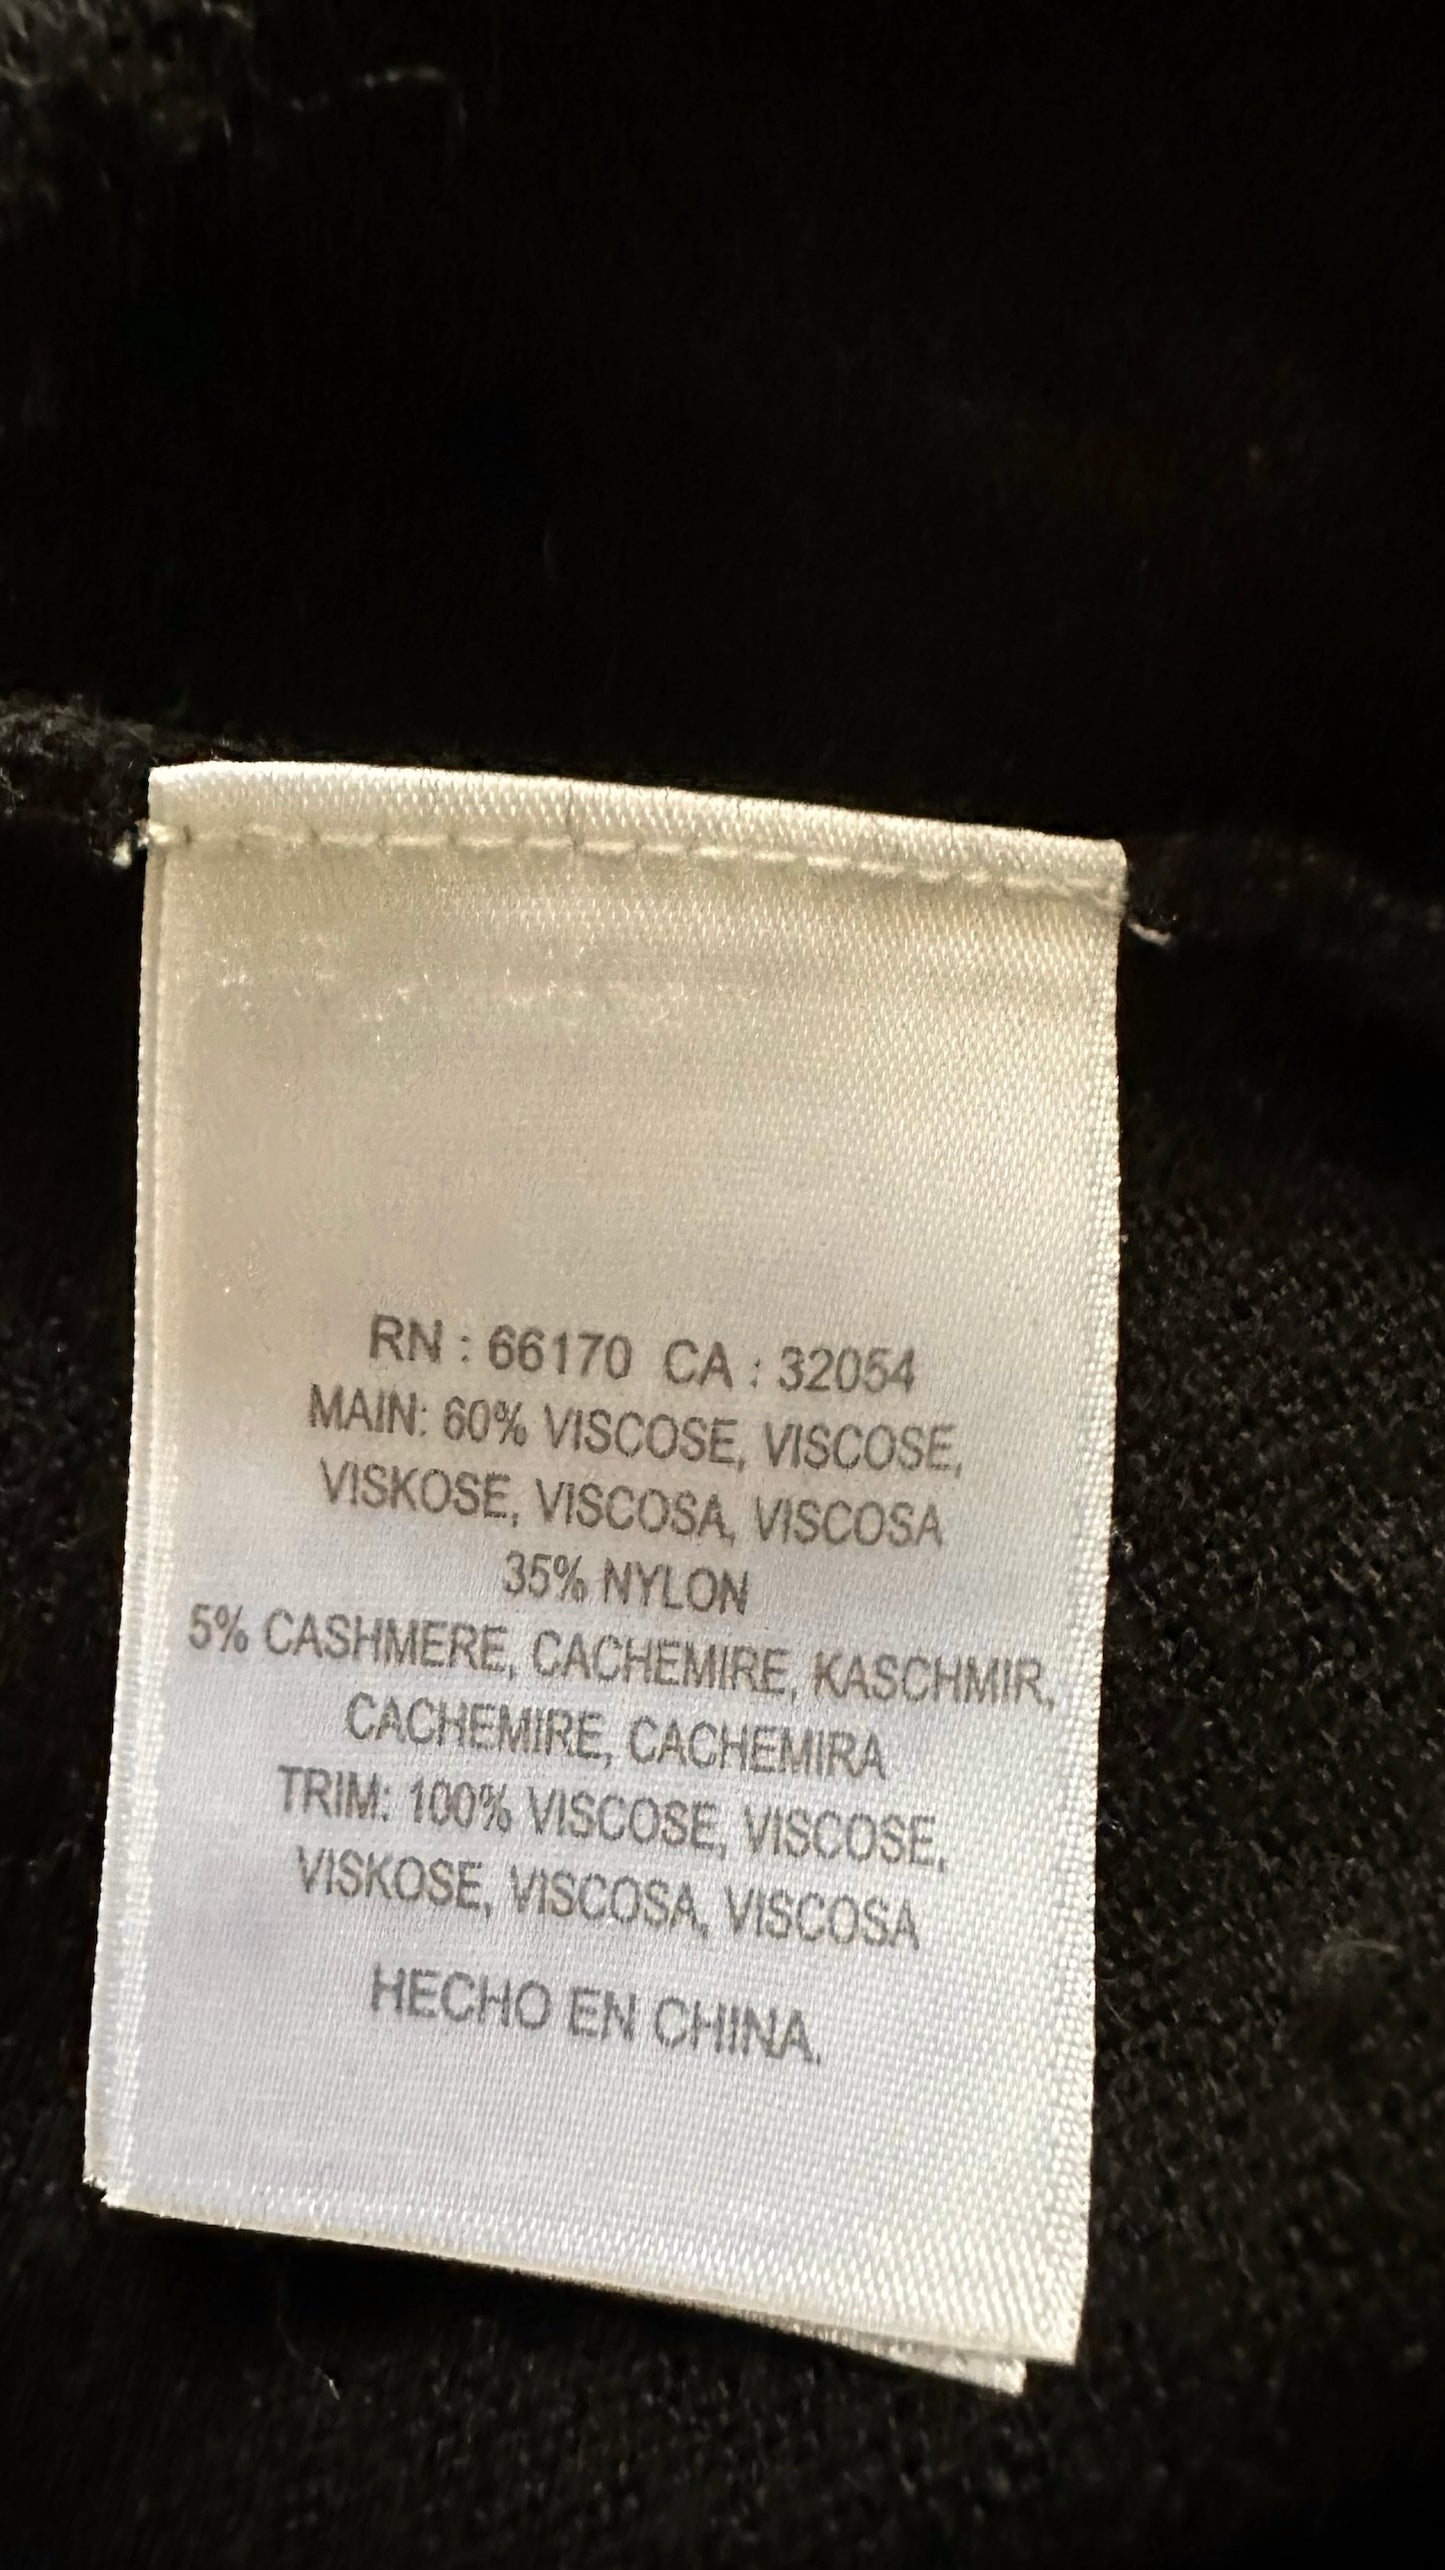 RN : 66170 CA : 32054
MAIN: 60% VISCOSE, VISCOSE,
VISKOSE, VISCOSA, VISCOSA
35% NYLON
5% CASHMERE, CACHEMIRE, KASCHMIR,
CACHEMIRE, CACHEMIRA
TRIM: 100% VISCOSE, VISCOSE,
VISKOSE, VISCOSA, VISCOSA
HECHO EN CHINA.